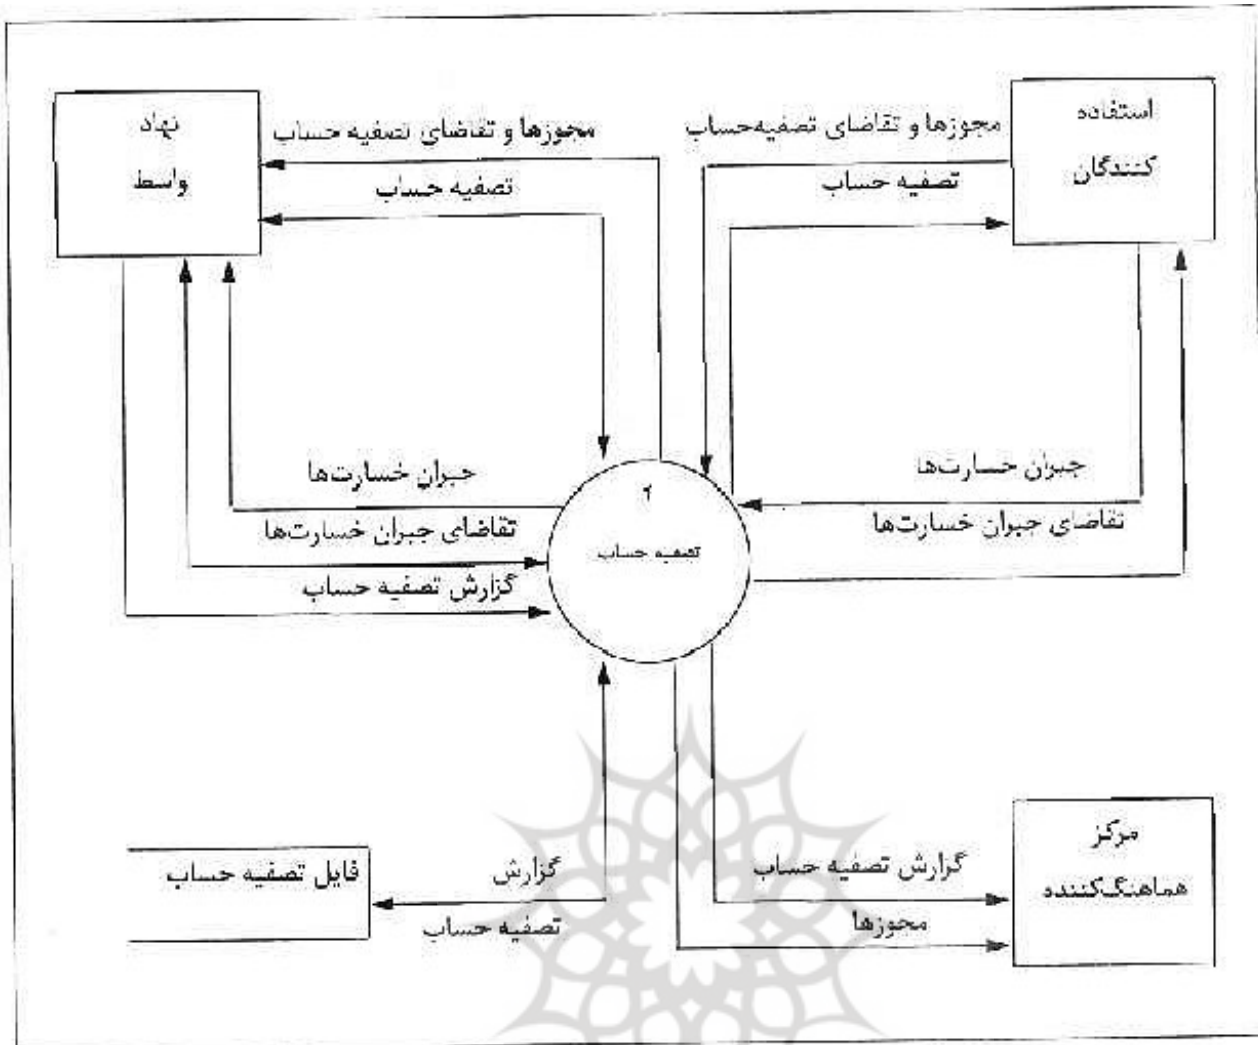 استفاده
کنندگان
مجوزها و تقاضای تصفیه‌حساب
تصفیه حساب
نهاد
واسط
مجوزها و تقاضای تصفیه حساب
تصفیه حساب
جبران خسارت‌ها
تقاضای جبران خسارت‌ها
۲
تصفیه حساب
جبران خسارت‌ها
تقاضای جبران خسارت‌ها
گزارش تصفیه حساب
مرکز
هماهنگ‌کننده
گزارش تصفیه حساب
مجوزها
گزارش
تصفیه حساب
فایل تصفیه حساب